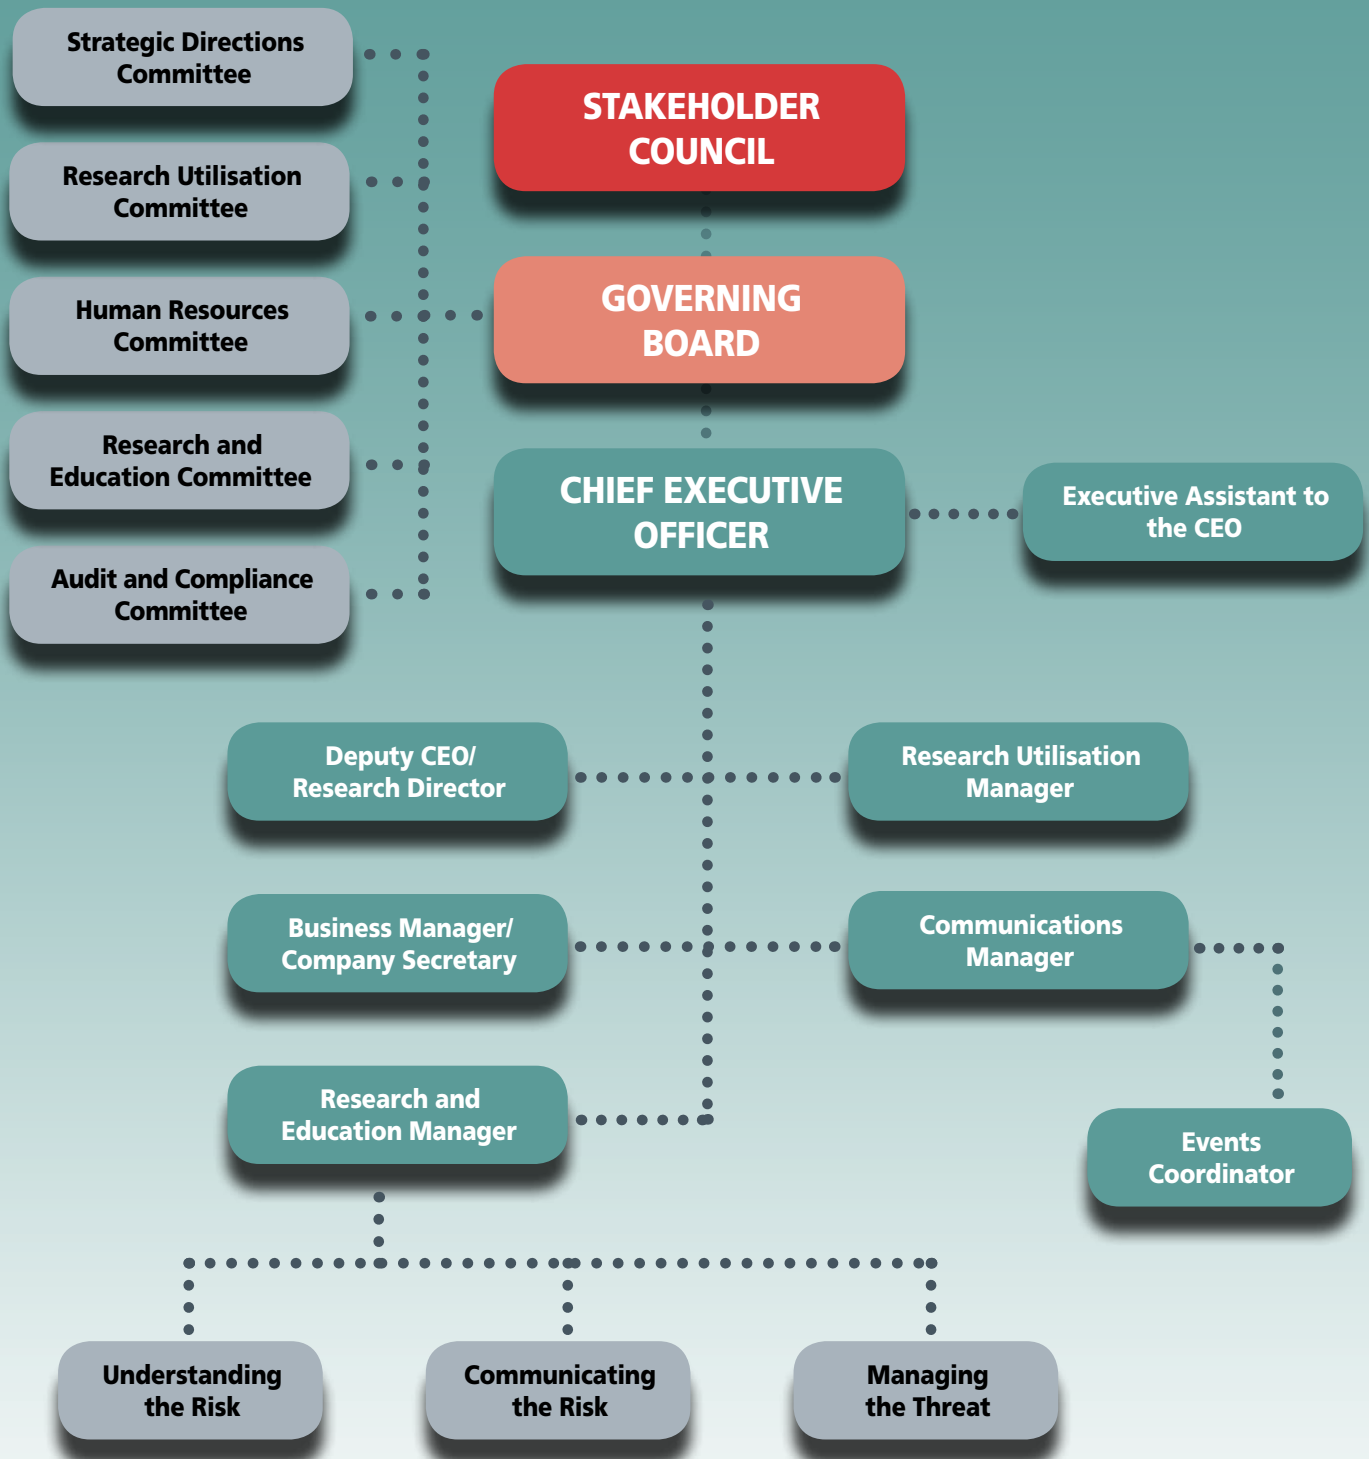 Strategic Directions
Committee
Research Utilisation
Committee
Human Resources
Committee
Research and
Education Committee
Audit and Compliance
Committee
STAKEHOLDER
COUNCIL
GOVERNING
BOARD
CHIEF EXECUTIVE
OFFICER
Executive Assistant to
the CEO
Deputy CEO/
Research Director
Research Utilisation
Manager
Business Manager/
Company Secretary
Communications
Manager
Research and
Education Manager
Events
Coordinator
Understanding
the Risk
Communicating
the Risk
Managing
the Threat